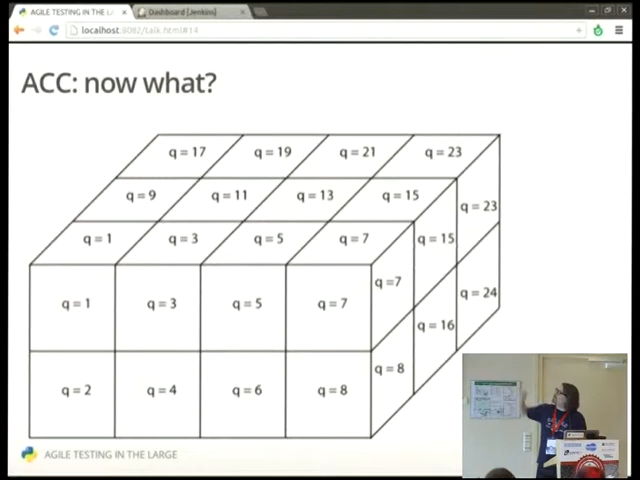 AGILE TESTING IN THE LARGE
Dashboard [Jenkins]
localhost:8082/talk.html#14
ACC: now what?
q = 17 q = 19 q = 21 q = 23
q = 9 q = 11 q = 13 q = 15
q = 1 q = 3 q = 5 q = 7
q = 23
q = 15
q =7
q = 1 q = 3 q = 5 q = 7
q = 24
q = 16
q = 8
q = 2 q = 4 q = 6 q = 8
AGILE TESTING IN THE LARGE